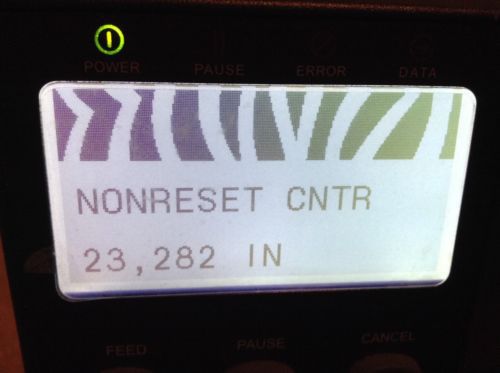 POWER PAUSE ERROR DATA
NONRESET CNTR
23,282 IN
FEED PAUSE CANCEL